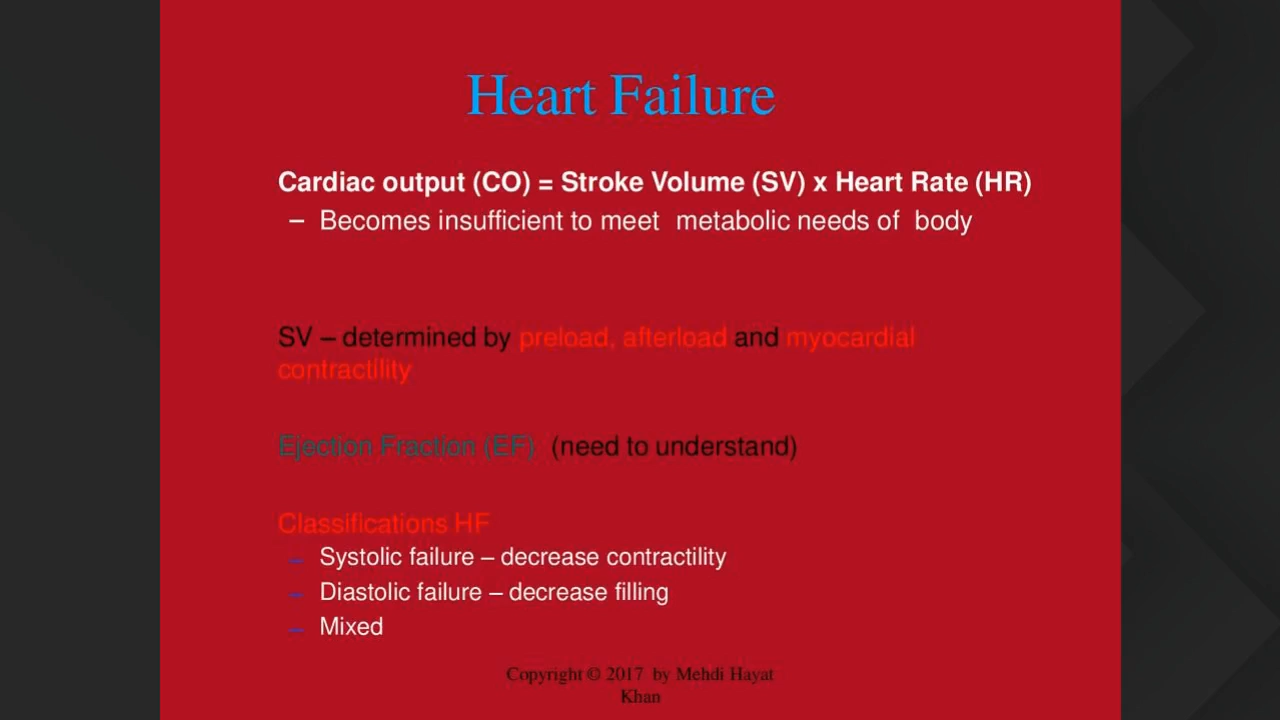 Heart Failure
Cardiac output (CO) = Stroke Volume (SV) x Heart Rate (HR)
– Becomes insufficient to meet metabolic needs of body
SV – determined by preload, afterload and myocardial
contractility
Ejection Fraction (EF) (need to understand)
Classifications HF
– Systolic failure – decrease contractility
– Diastolic failure – decrease filling
– Mixed
Copyright © 2017 by Mehdi Hayat
Khan